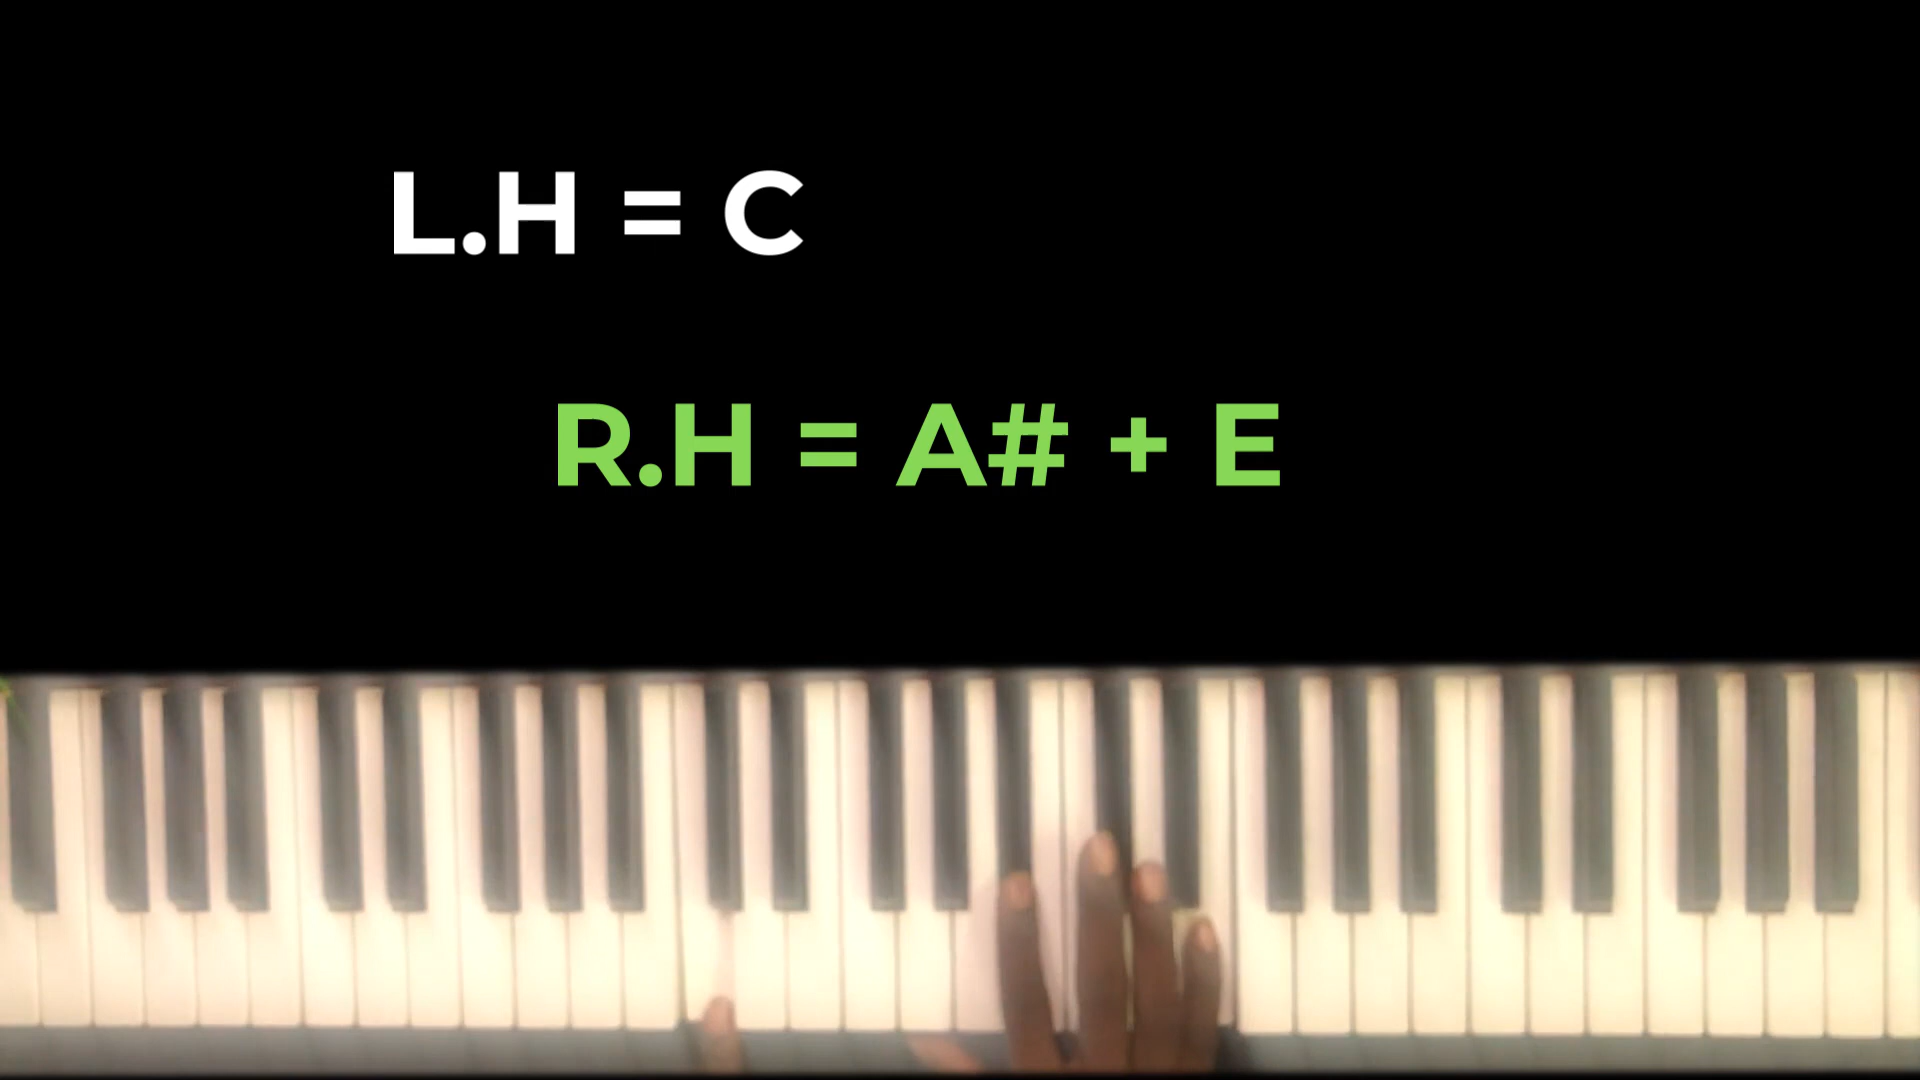 L.H = C
R.H = A# + E